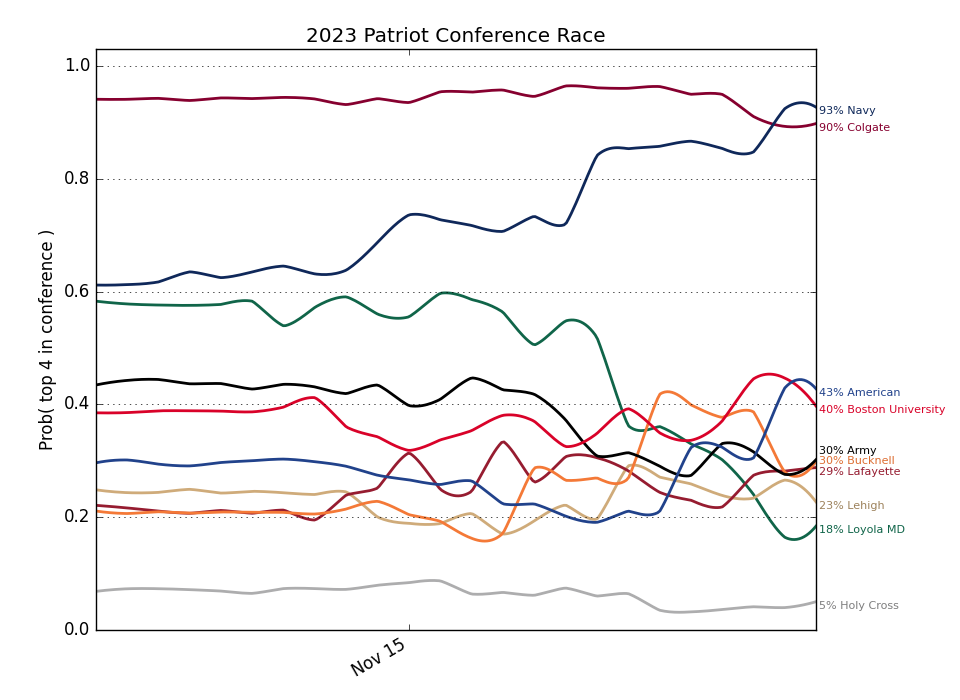 2023 Patriot Conference Race
1.0
0.8
0.6
0.4
0.2
0.0
Prob( top 4 in conference )
Nov 15
93% Navy
90% Colgate
43% American
40% Boston University
30% Army
30% Bucknell
29% Lafayette
23% Lehigh
18% Loyola MD
5% Holy Cross